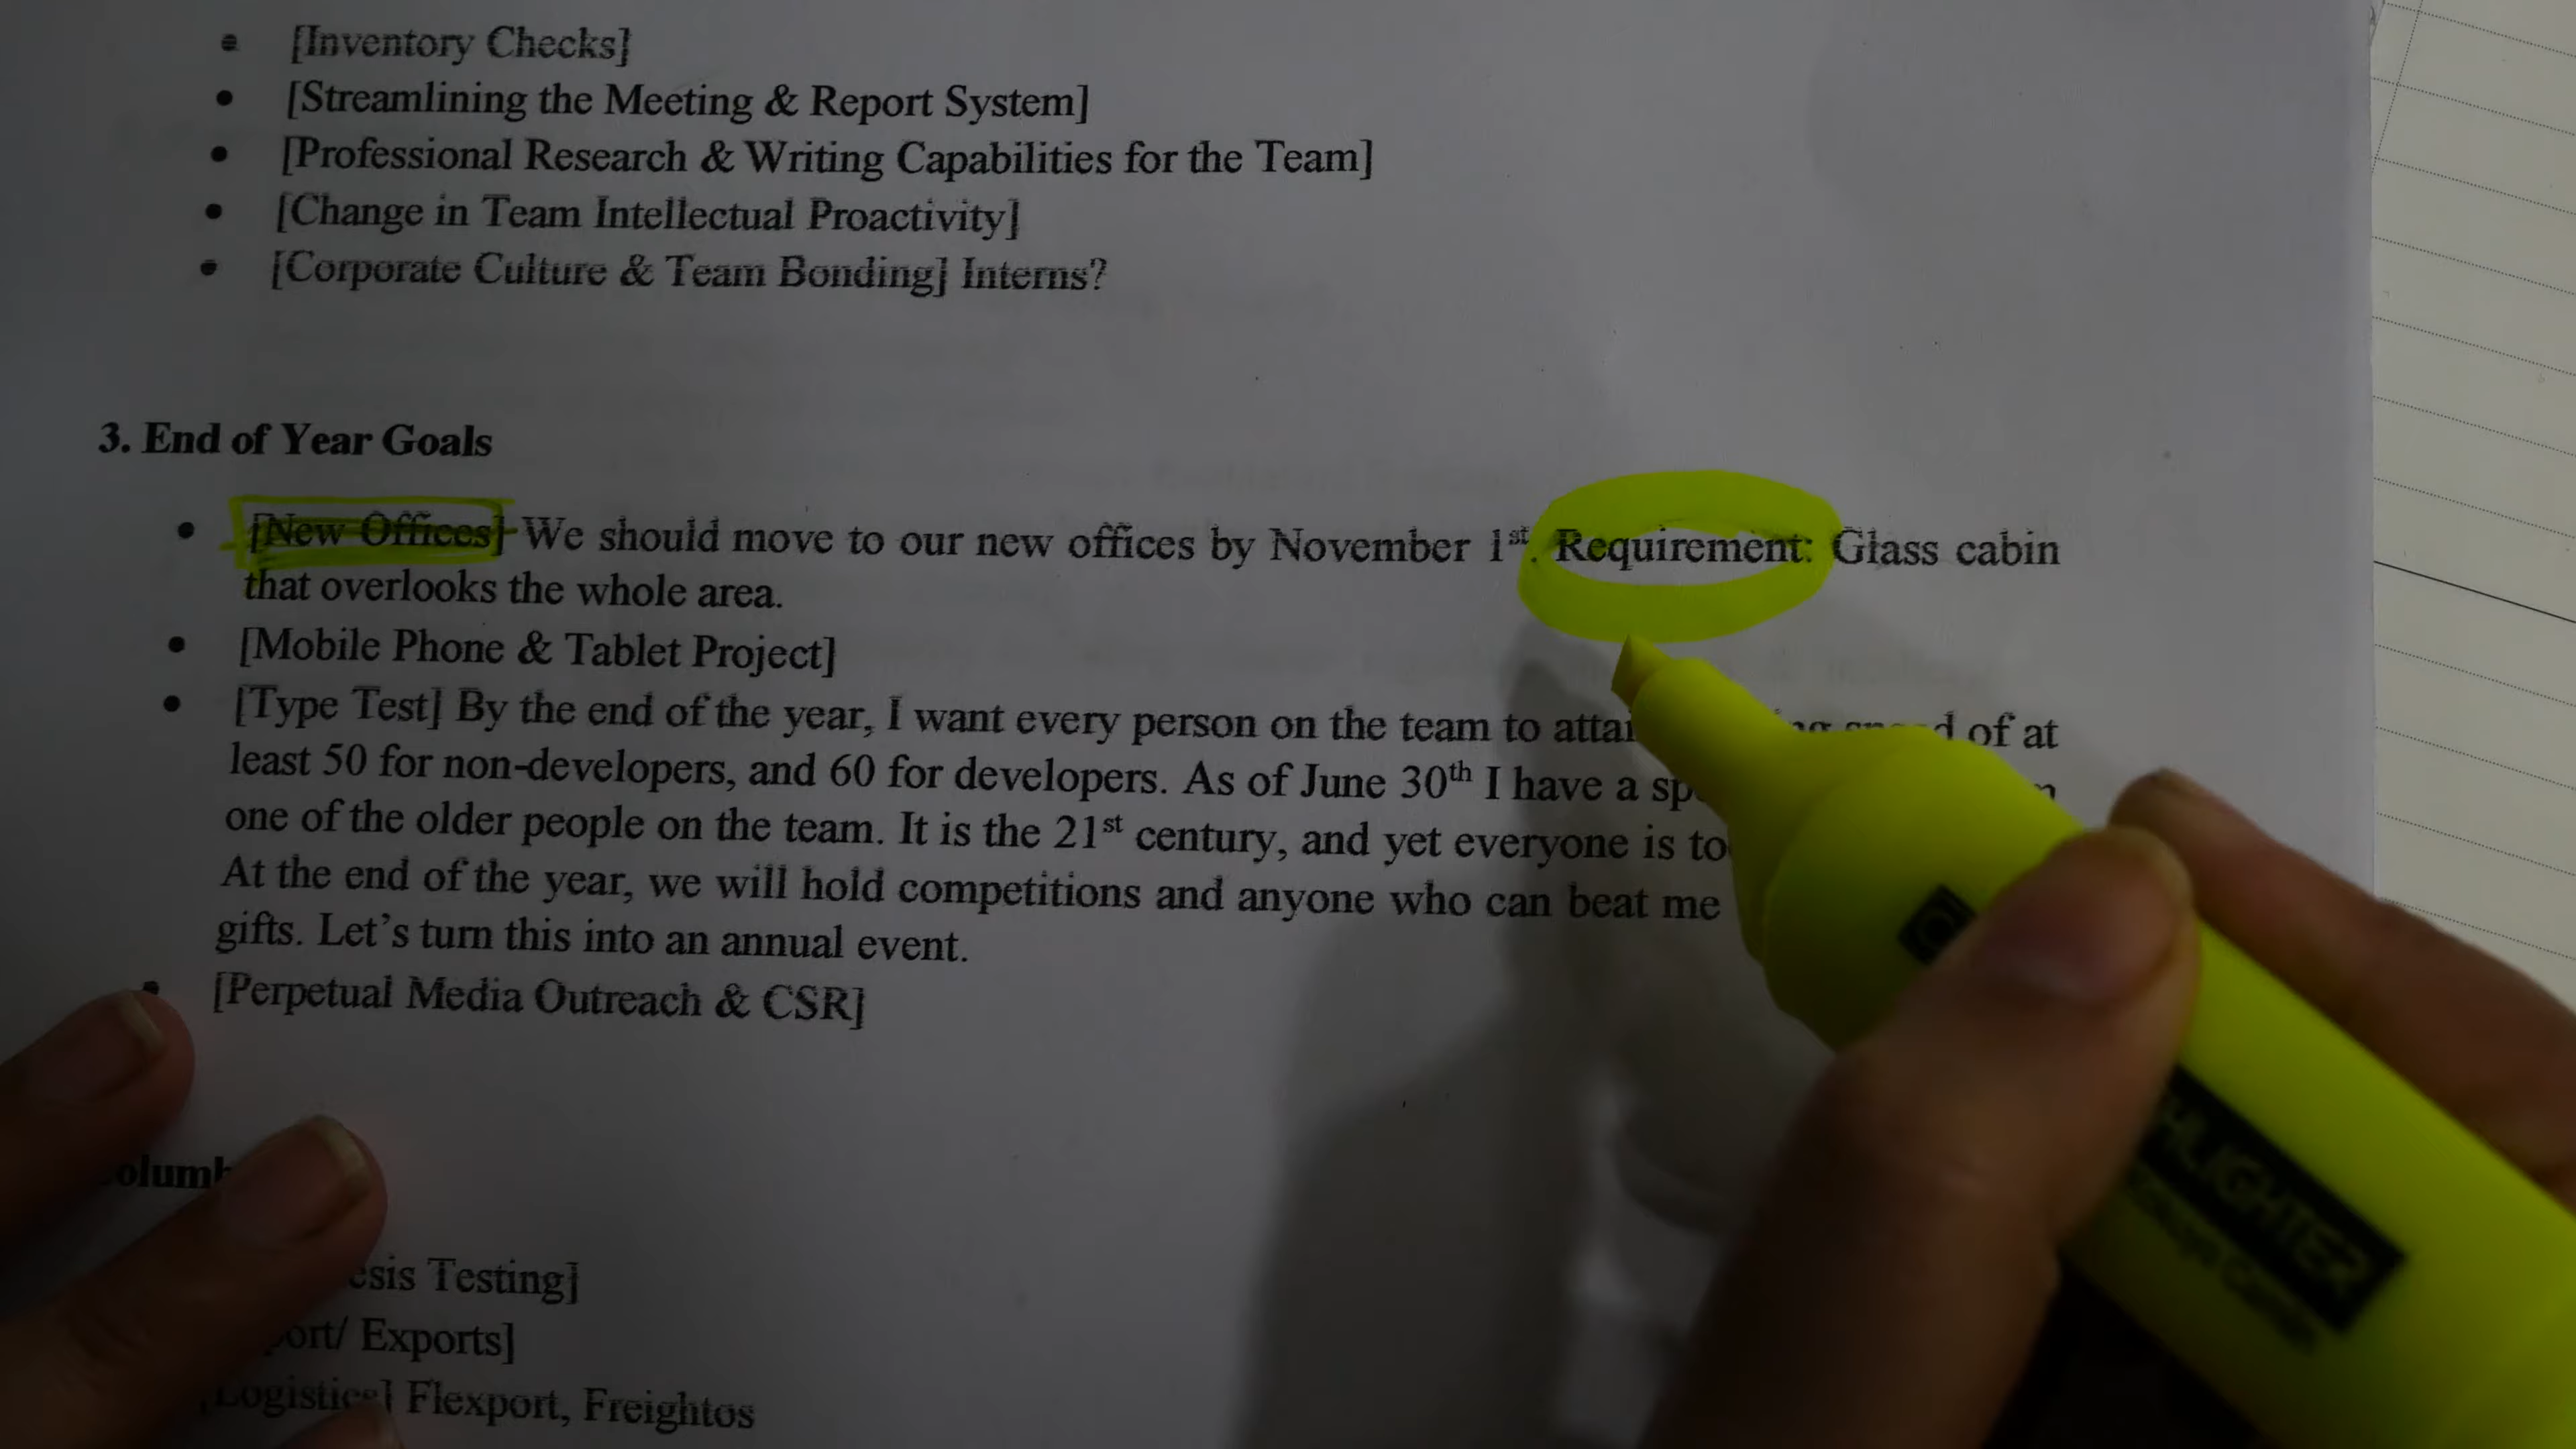 • [Inventory Checks]
• [Streamlining the Meeting & Report System]
• [Professional Research & Writing Capabilities for the Team]
• [Change in Team Intellectual Proactivity]
• [Corporate Culture & Team Bonding] Interns?
3. End of Year Goals
• [New Offices] We should move to our new offices by November 1st. Requirement: Glass cabin
that overlooks the whole area.
• [Mobile Phone & Tablet Project]
• [Type Test] By the end of the year, I want every person on the team to of at
least 50 for non-developers, and 60 for developers. As of June 30th I have a
one of the older people on the team. It is the 21st century, and yet everyone is
At the end of the year, we will hold competitions and anyone who can beat me
gifts. Let's turn this into an annual event.
• [Perpetual Media Outreach & CSR]
Testing]
Exports]
[Logistics] Flexport, Freightos